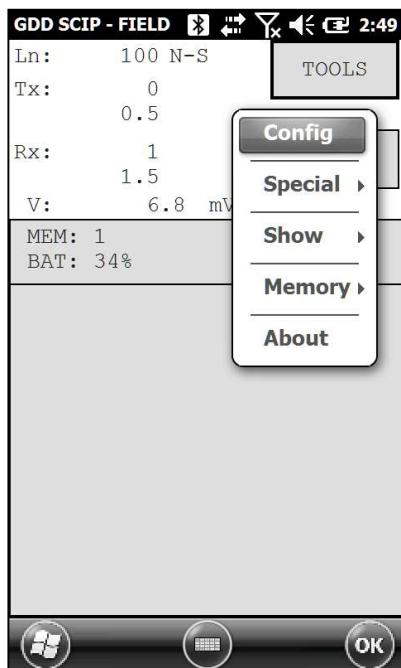 GDD SCIP - FIELD 2:49
Ln: 100 N-S
TOOLS
Tx: 0
0.5
Rx: 1
1.5
V: 6.8 mV
MEM: 1
BAT: 34%
Config
Special
Show
Memory
About
OK